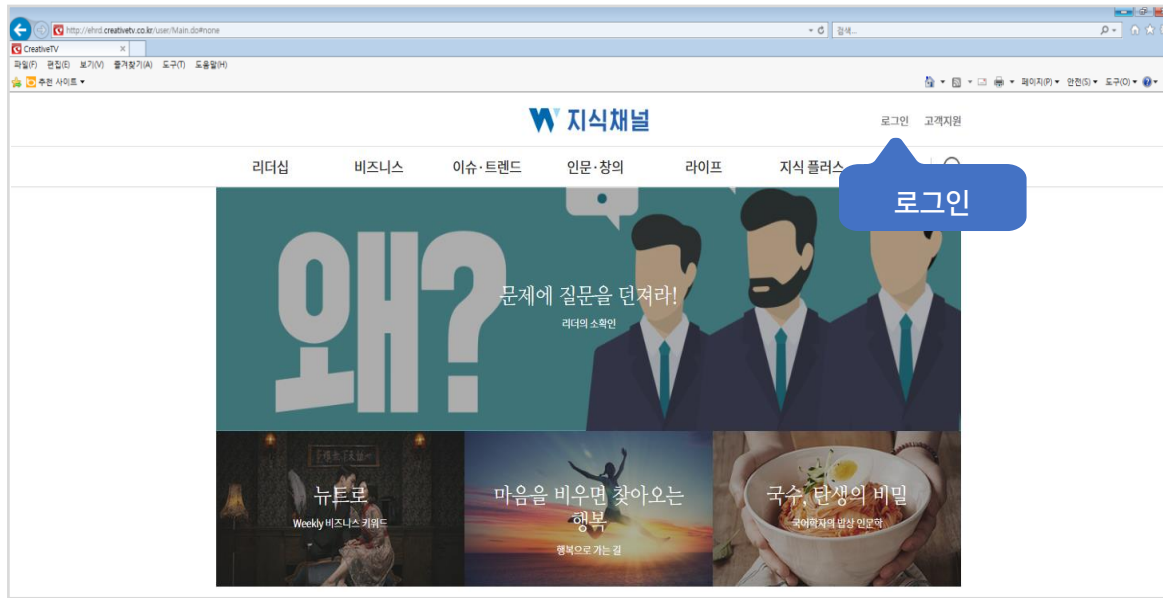 http://ehrd.creativetv.co.kr/user/Main.do#none
검색...
CreativeTV
파일(F) 편집(E) 보기(V) 즐겨찾기(A) 도구(T) 도움말(H)
추천 사이트
페이지(P) 안전(S) 도구(O)
지식채널
로그인 고객지원
리더십 비즈니스 이슈·트렌드 인문·창의 라이프 지식 플러스
로그인
왜?
문제에 질문을 던져라!
리더의 소확인
뉴트로
Weekly 비즈니스 키워드
마음을 비우면 찾아오는
행복
행복으로 가는 길
국수, 탄생의 비밀
국어학자의 밥상 인문학